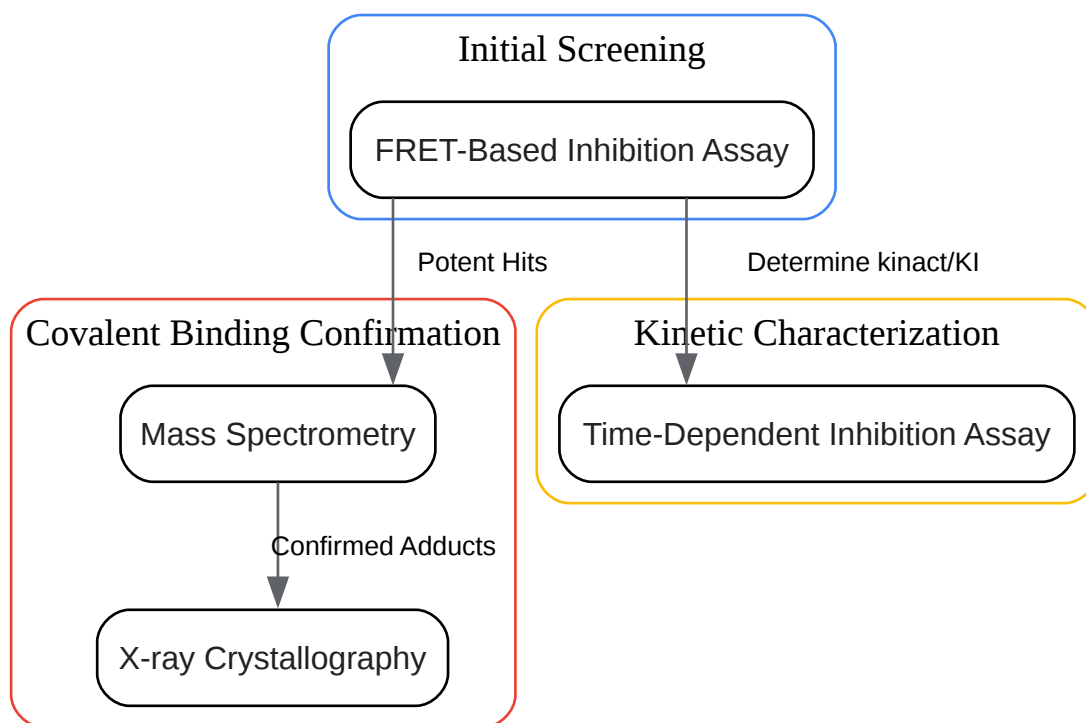 Initial Screening
FRET-Based Inhibition Assay
Potent Hits
Determine kinact/KI
Covalent Binding Confirmation
Kinetic Characterization
Mass Spectrometry
Time-Dependent Inhibition Assay
Confirmed Adducts
X-ray Crystallography